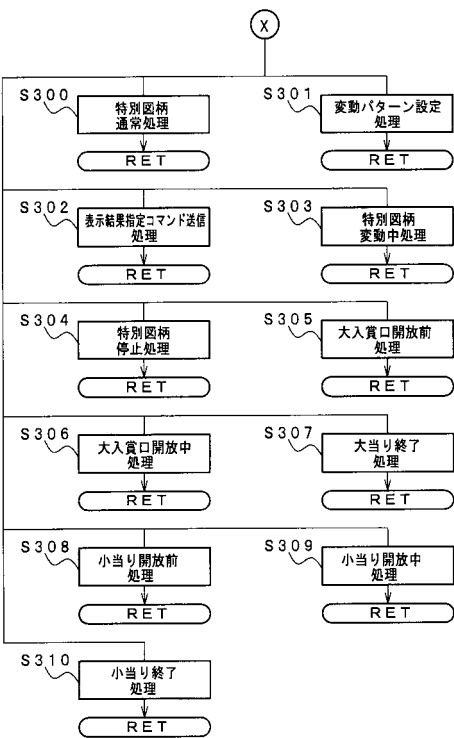 X
S300
特別図柄
通常処理
RET
S301
変動パターン設定
処理
RET
S302
表示結果指定コマンド送信
処理
RET
S303
特別図柄
変動中処理
RET
S304
特別図柄
停止処理
RET
S305
大入賞口開放前
処理
RET
S306
大入賞口開放中
処理
RET
S307
大当り終了
処理
RET
S308
小当り開放前
処理
RET
S309
小当り開放中
処理
RET
S310
小当り終了
処理
RET